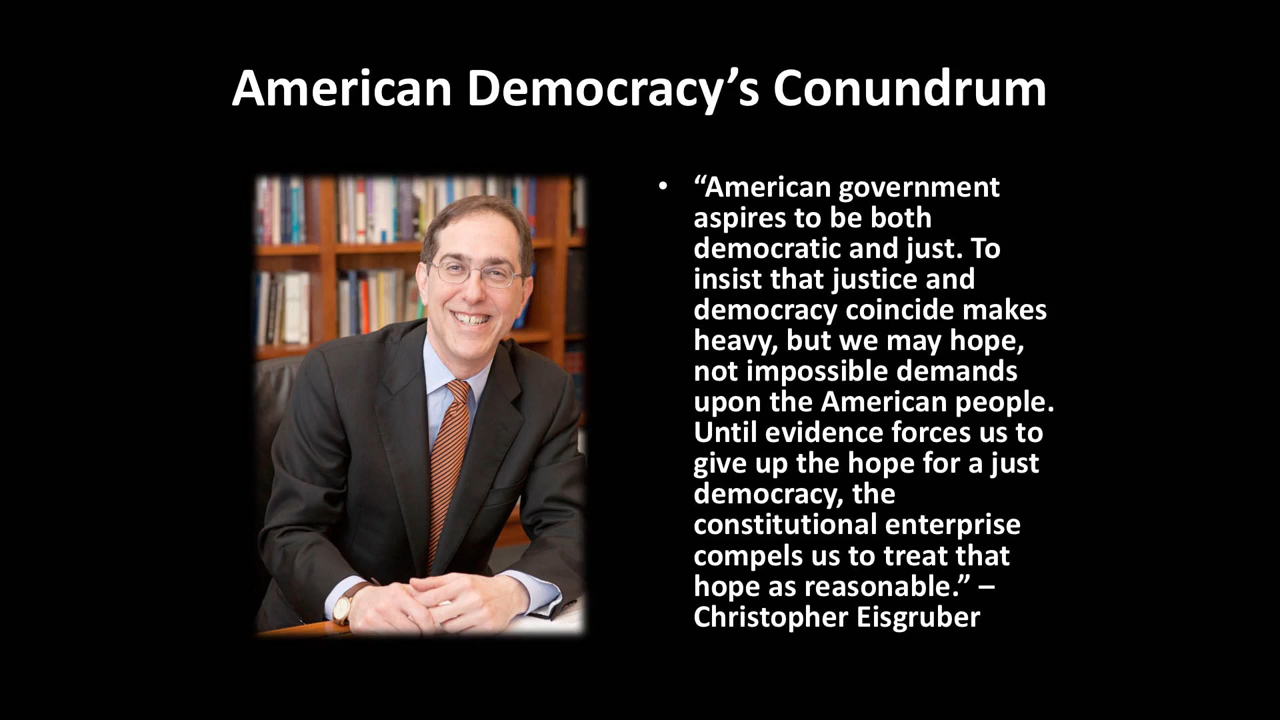 American Democracy’s Conundrum
• “American government
aspires to be both
democratic and just. To
insist that justice and
democracy coincide makes
heavy, but we may hope,
not impossible demands
upon the American people.
Until evidence forces us to
give up the hope for a just
democracy, the
constitutional enterprise
compels us to treat that
hope as reasonable.” –
Christopher Eisgruber